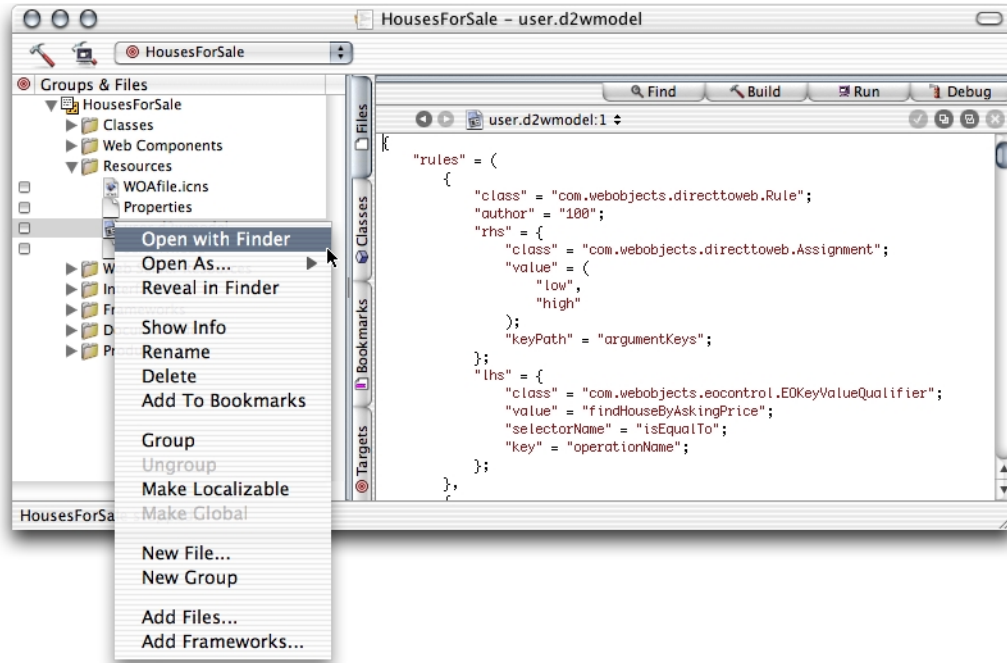 HousesForSale – user.d2wmodel
HousesForSale
Groups & Files
HousesForSale
Classes
Web Components
Resources
WOAfile.icns
Properties
Open with Finder
Open As...
Reveal in Finder
Show Info
Rename
Delete
Add To Bookmarks
Group
Ungroup
Make Localizable
Make Global
New File...
New Group
Add Files...
Add Frameworks...
HousesForSa
Files
Classes
Bookmarks
Targets
Find
Build
Run
Debug
user.d2wmodel:1
{
"rules" = (
{
"class" = "com.webobjects.directtoweb.Rule";
"author" = "100";
"rhs" = {
"class" = "com.webobjects.directtoweb.Assignment";
"value" = (
"low",
"high"
);
"keyPath" = "argumentKeys";
};
"lhs" = {
"class" = "com.webobjects.eocontrol.EOKeyValueQualifier";
"value" = "findHouseByAskingPrice";
"selectorName" = "isEqualTo";
"key" = "operationName";
};
},